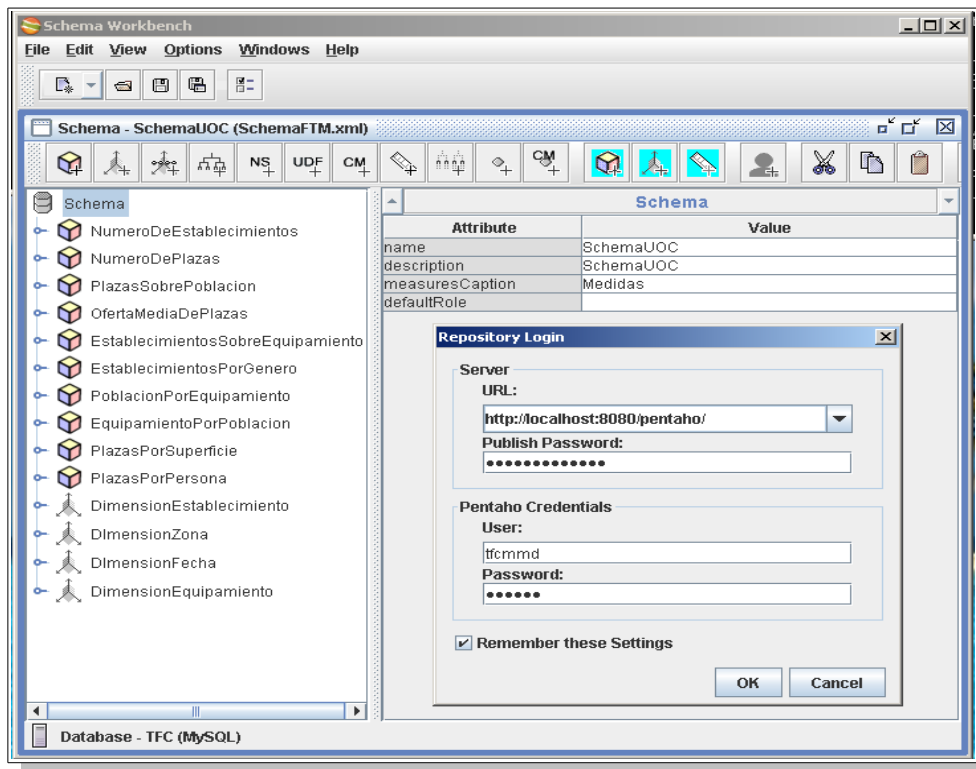 Schema Workbench
File Edit View Options Windows Help
Schema - SchemaUOC (SchemaFTM.xml)
NS UDF CM CM
Schema
NumeroDeEstablecimientos
NumeroDePlazas
PlazasSobrePoblacion
OfertaMediaDePlazas
EstablecimientosSobreEquipamiento
EstablecimientosPorGenero
PoblacionPorEquipamiento
EquipamientoPorPoblacion
PlazasPorSuperficie
PlazasPorPersona
DimensionEstablecimiento
DImensionZona
DImensionFecha
DimensionEquipamiento
Schema
Attribute Value
name SchemaUOC
description SchemaUOC
measuresCaption Medidas
defaultRole
Repository Login
Server
URL:
http://localhost:8080/pentaho/
Publish Password:
●●●●●●●●●●●●●
Pentaho Credentials
User:
tfcmmd
Password:
●●●●●●
Remember these Settings
OK Cancel
Database - TFC (MySQL)